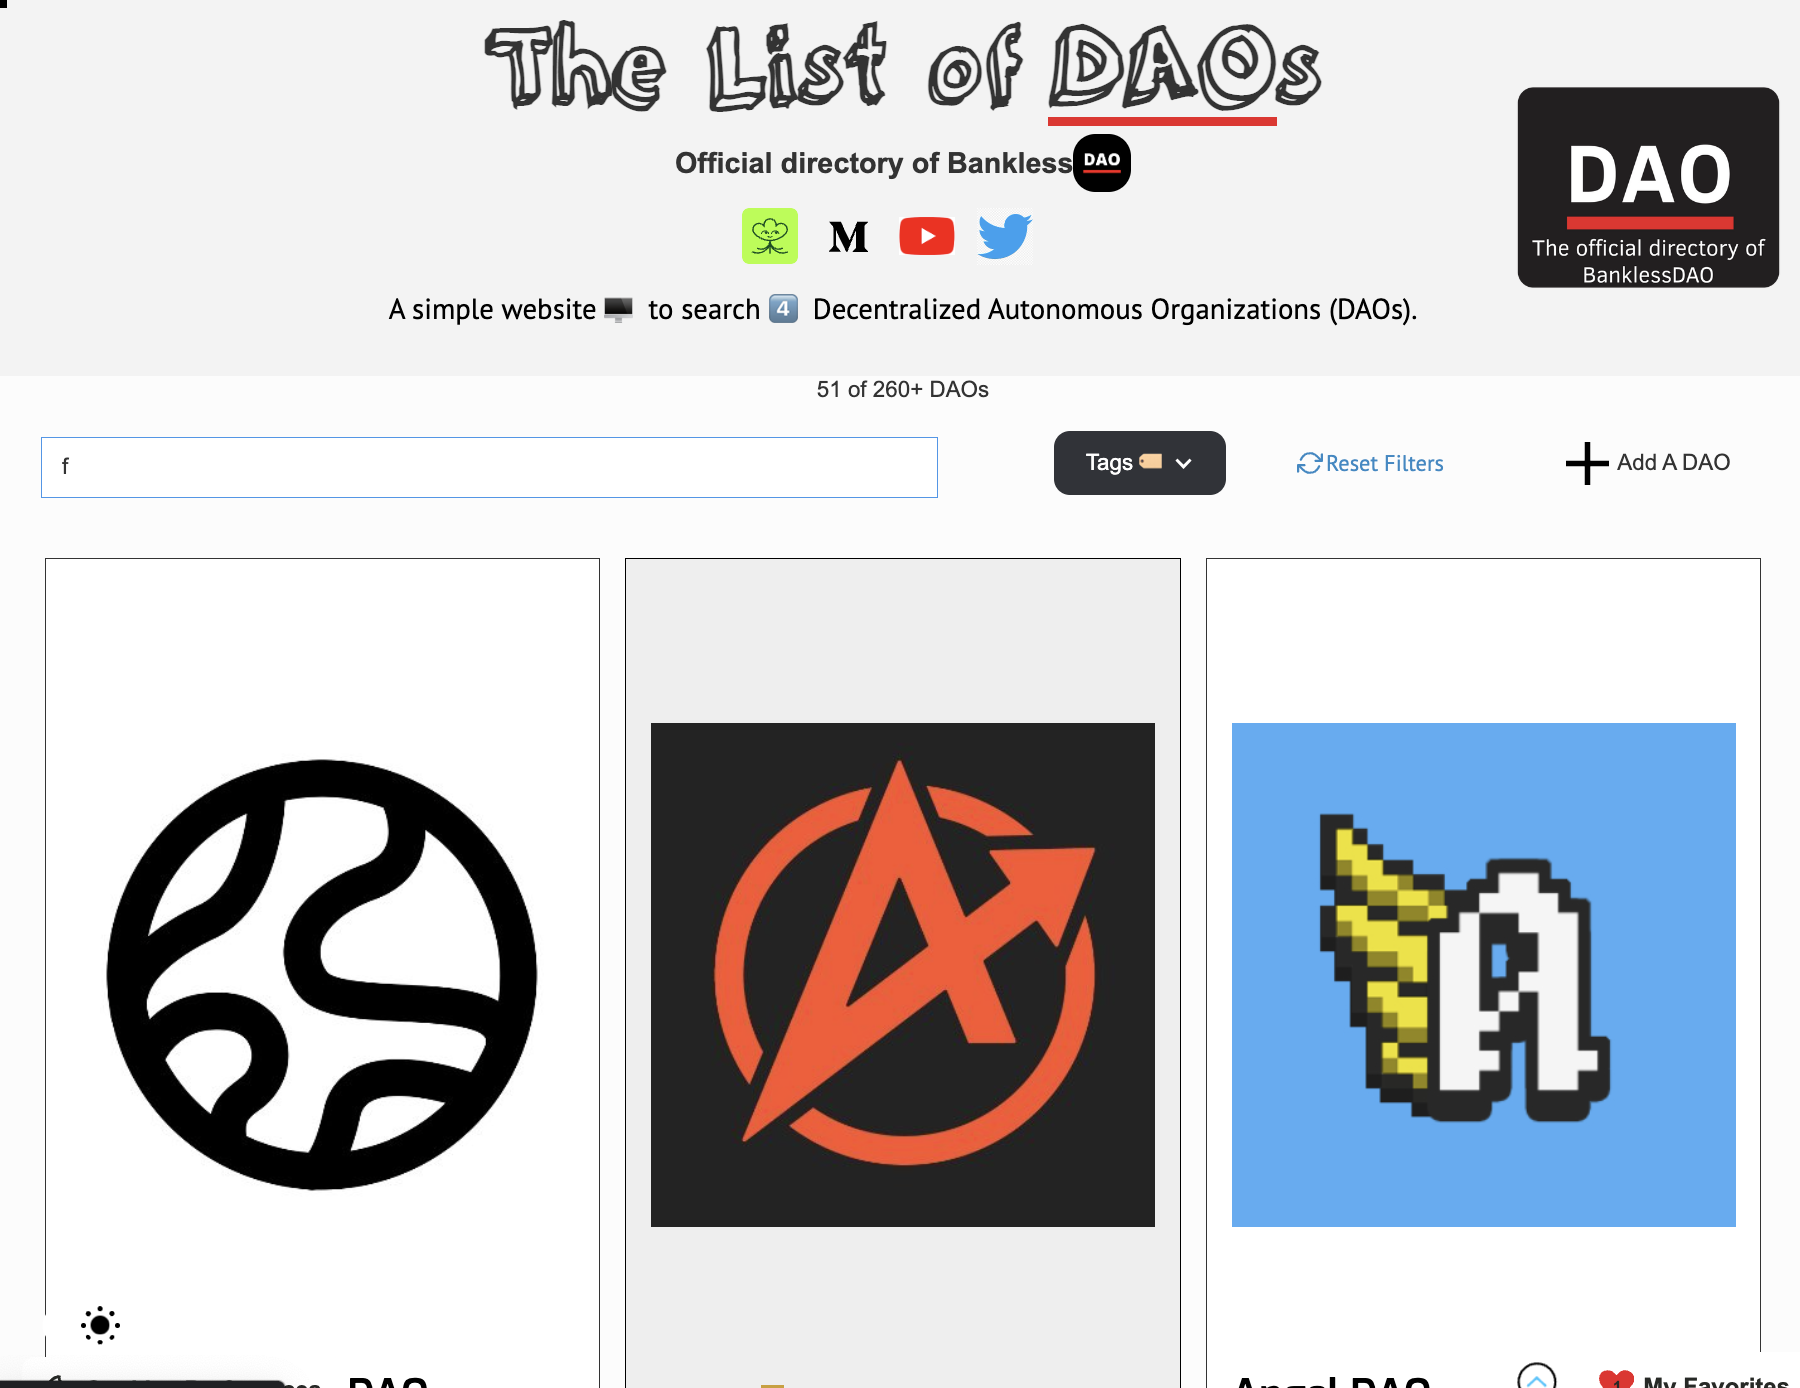 The List of DAOs
Official directory of Bankless DAO
M
DAO
The official directory of
BanklessDAO
A simple website to search 4 Decentralized Autonomous Organizations (DAOs).
51 of 260+ DAOs
f
Tags
Reset Filters
Add A DAO
DAO
Angel DAO
1 My Favorites